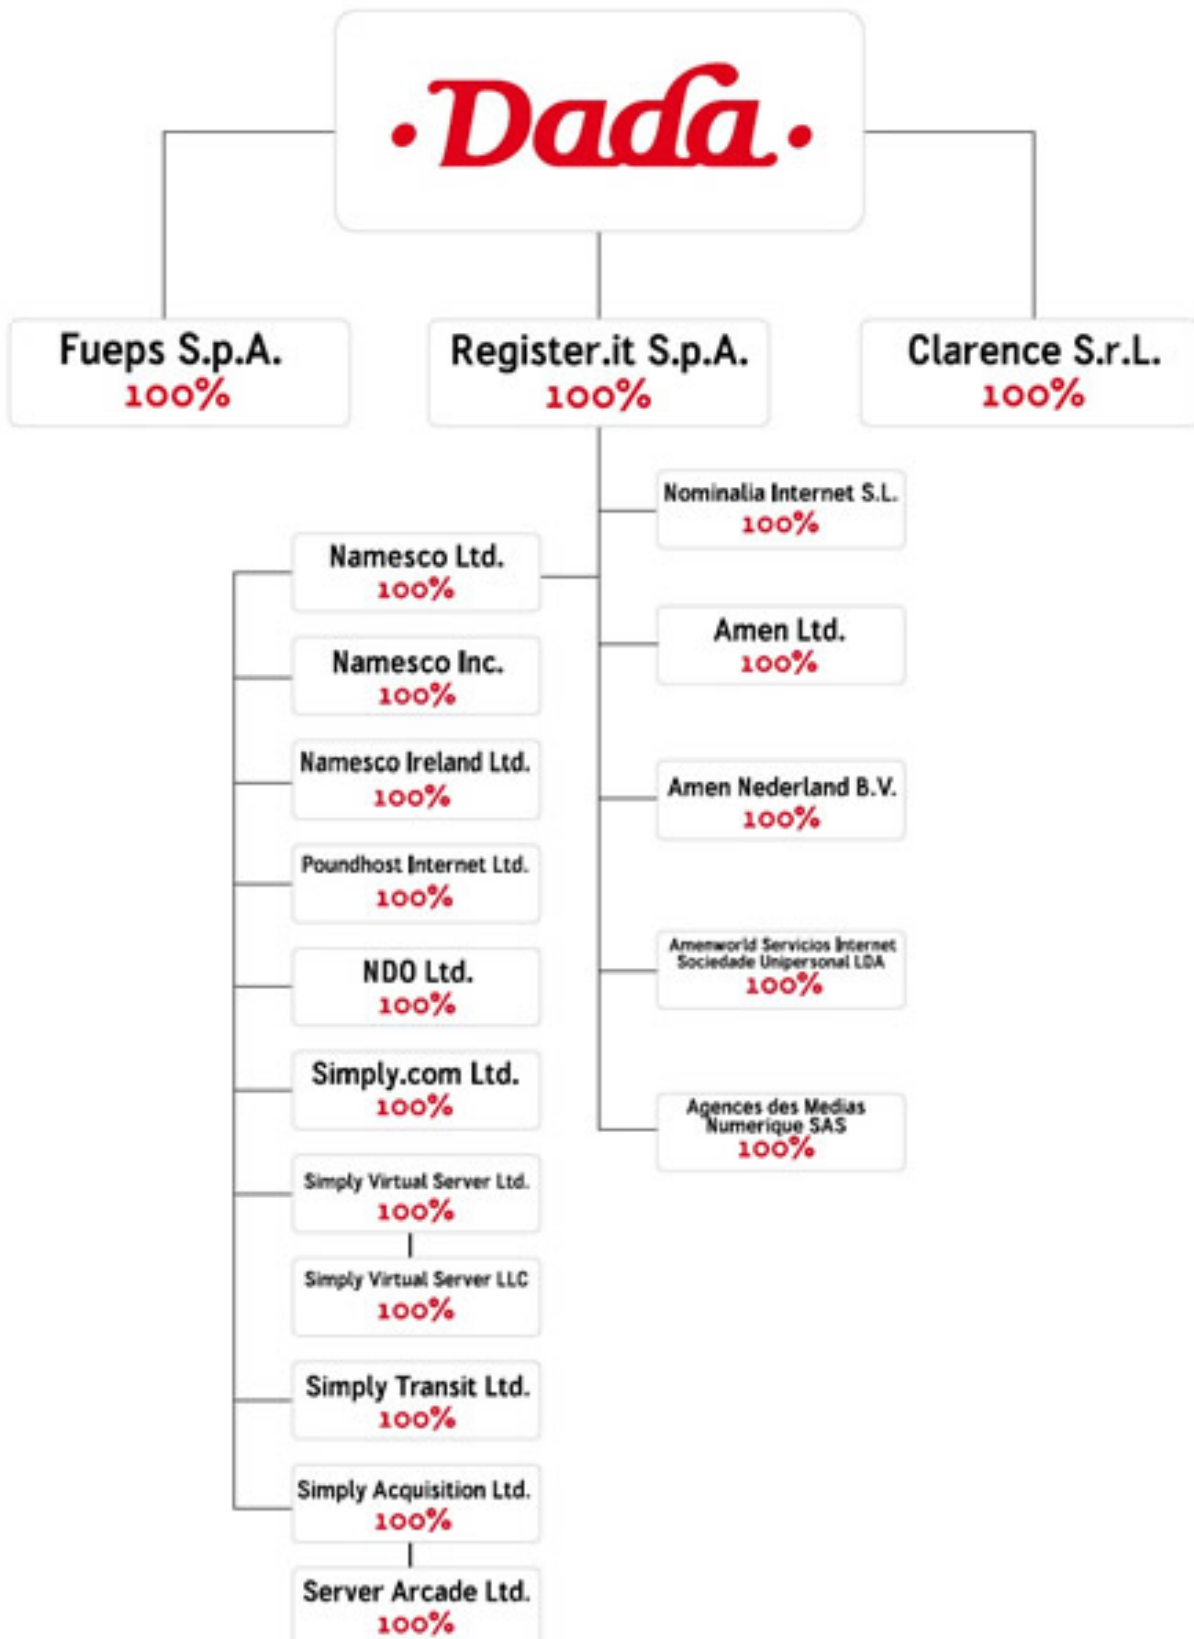 ·Dada·
Fueps S.p.A.
100%
Register.it S.p.A.
100%
Clarence S.r.L.
100%
Nominalia Internet S.L.
100%
Namesco Ltd.
100%
Amen Ltd.
100%
Namesco Inc.
100%
Namesco Ireland Ltd.
100%
Amen Nederland B.V.
100%
Poundhost Internet Ltd.
100%
NDO Ltd.
100%
Amenworld Servicios Internet
Sociedade Unipersonal LDA
100%
Simply.com Ltd.
100%
Agences des Medias
Numerique SAS
100%
Simply Virtual Server Ltd.
100%
Simply Virtual Server LLC
100%
Simply Transit Ltd.
100%
Simply Acquisition Ltd.
100%
Server Arcade Ltd.
100%